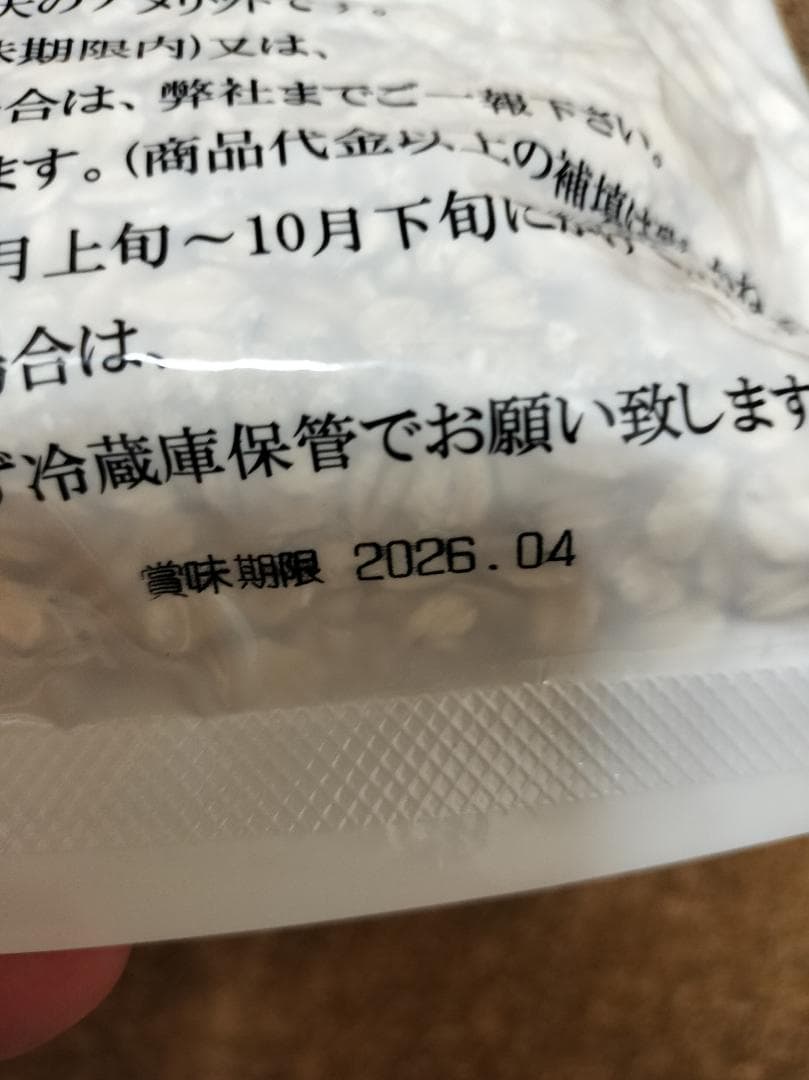 期限内)又は、
合は、弊社までご一報下さい。
ます。(商品代金以上の補填は
月上旬～10月下旬に
場合は、
冷蔵庫保管でお願い致します
賞味期限 2026.04